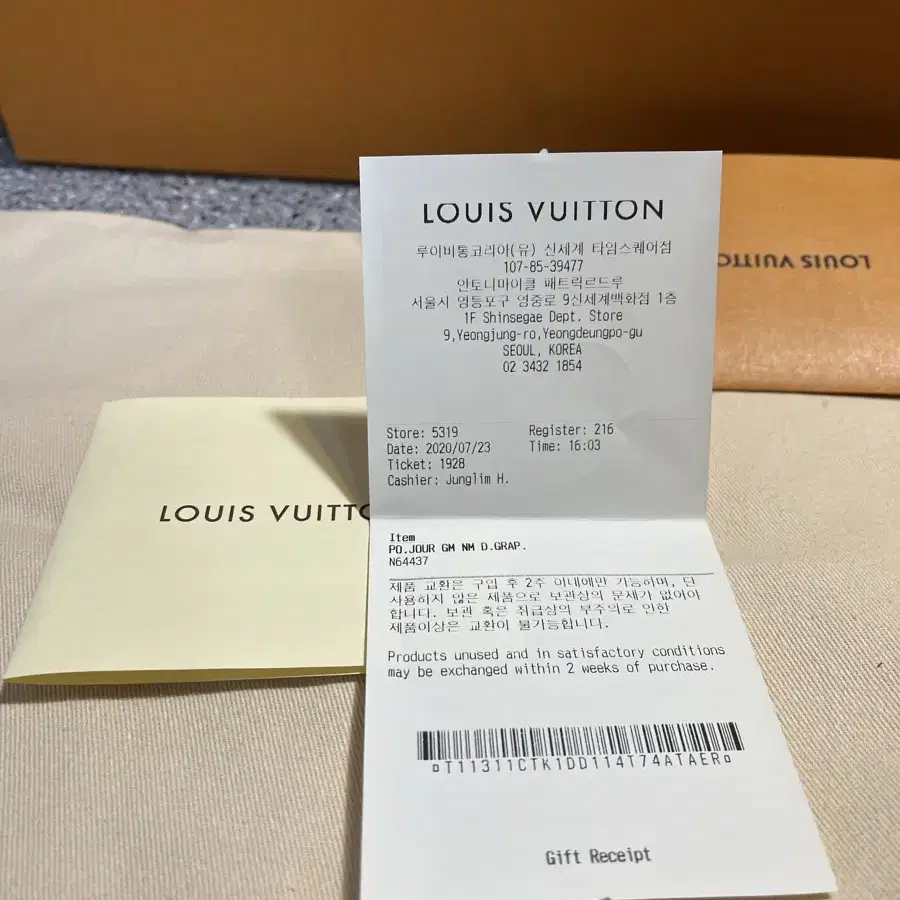 LOUIS VUITTON
루이비통코리아(유) 신세계 타임스퀘어점
107-85-39477
안토니마이클 패트릭르드루
서울시 영등포구 영중로 9신세계백화점 1층
1F Shinsegae Dept. Store
9,Yeongjung-ro,Yeongdeungpo-gu
SEOUL, KOREA
02 3432 1854
Store: 5319 Register: 216
Date: 2020/07/23 Time: 16:03
Ticket: 1928
Cashier: Junglim H.
Item
PO.JOUR GM NM D.GRAP.
N64437
제품 교환은 구입 후 2주 이내에만 가능하며, 단
사용하지 않은 제품으로 보관상의 문제가 없어야
합니다. 보관 혹은 취급상의 부주의로 인한
제품이상은 교환이 불가능합니다.
Products unused and in satisfactory conditions
may be exchanged within 2 weeks of purchase.
¤T11311CTK1DD114T74ATAER¤
Gift Receipt
LOUIS VUITTO
LOUIS VUITTO